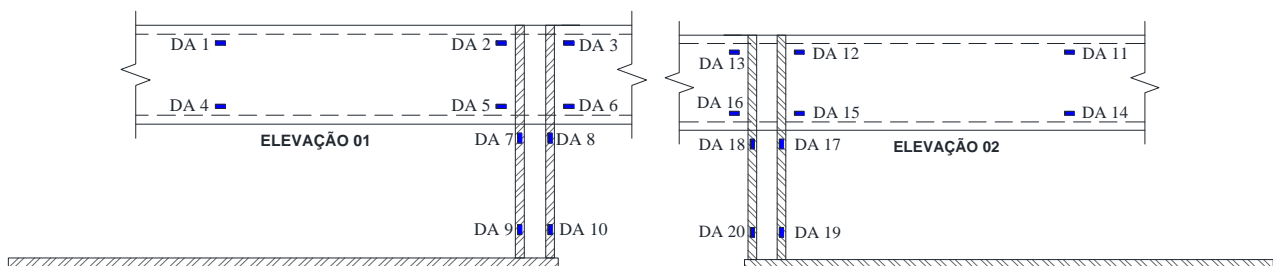 DA 1
DA 2
DA 3
DA 4
DA 5
DA 6
ELEVAÇÃO 01
DA 7
DA 8
DA 9
DA 10
DA 13
DA 12
DA 11
DA 16
DA 15
DA 14
DA 18
DA 17
ELEVAÇÃO 02
DA 20
DA 19